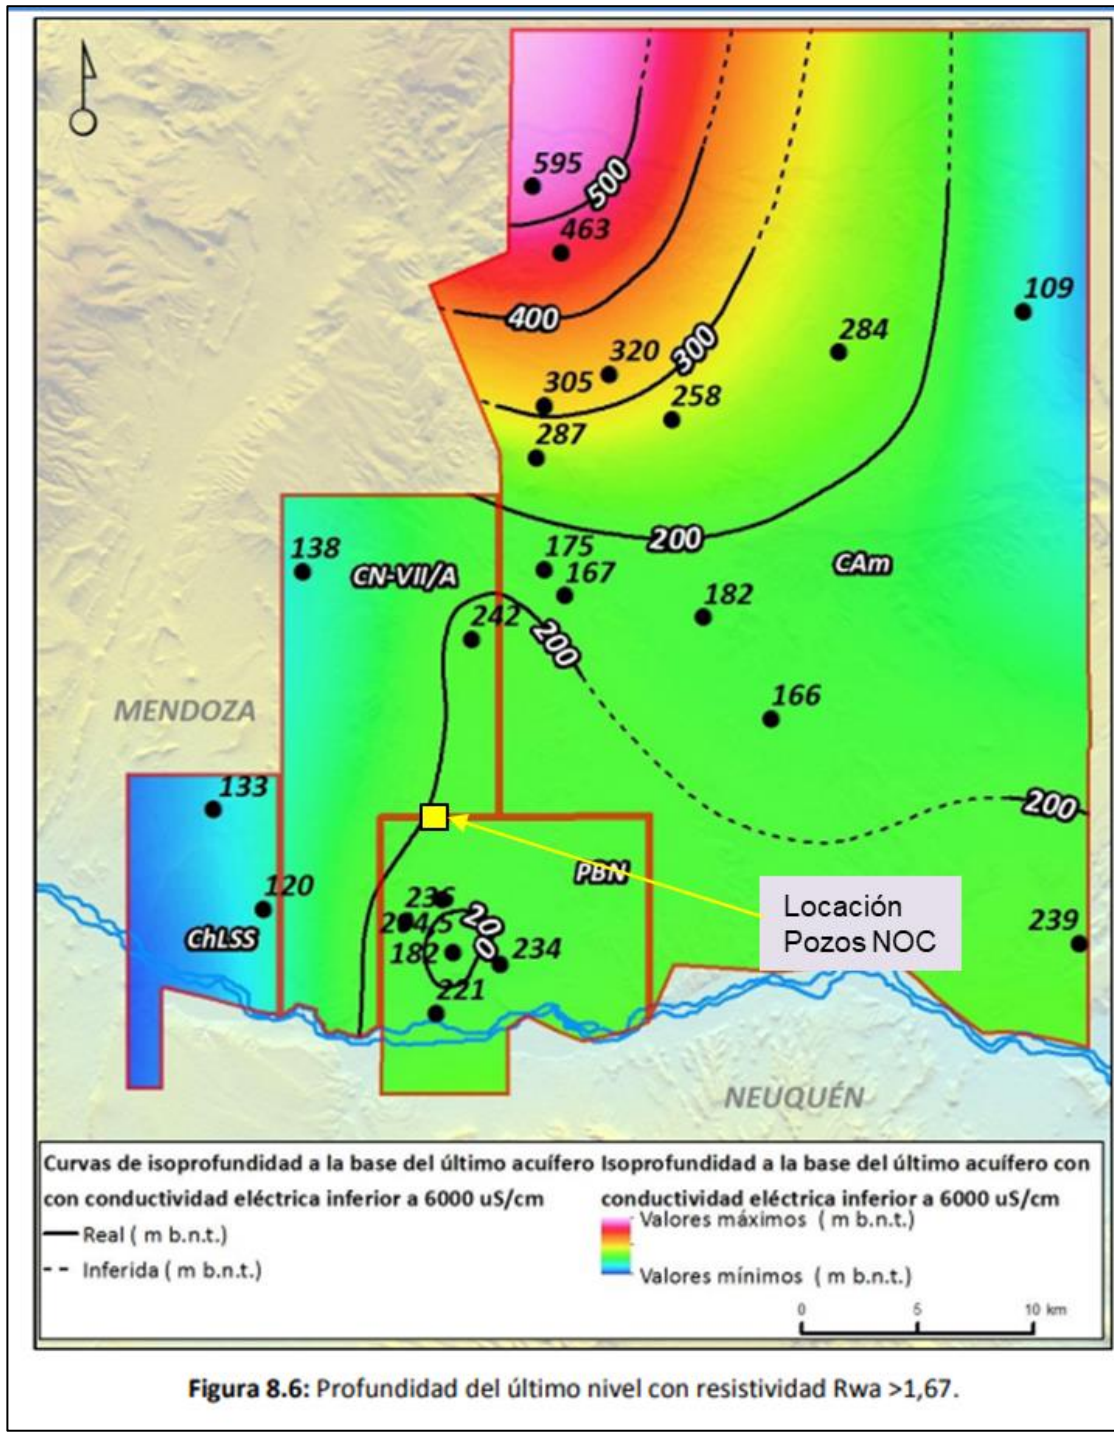 595
500
463
109
400
284
320
300
305
258
287
200
138
175
CN-VII/A
167
CAm
182
242
200
166
MENDOZA
133
200
PBN
120
236
Locación
Pozos NOC
200
ChLSS
182
234
239
221
NEUQUÉN
Curvas de isoprofundidad a la base del último acuífero
con conductividad eléctrica inferior a 6000 uS/cm
Real ( m b.n.t.)
Inferida ( m b.n.t.)
Isoprofundidad a la base del último acuífero con
conductividad eléctrica inferior a 6000 uS/cm
Valores máximos ( m b.n.t.)
Valores mínimos ( m b.n.t.)
0 5 10 km
Figura 8.6: Profundidad del último nivel con resistividad Rwa >1,67.